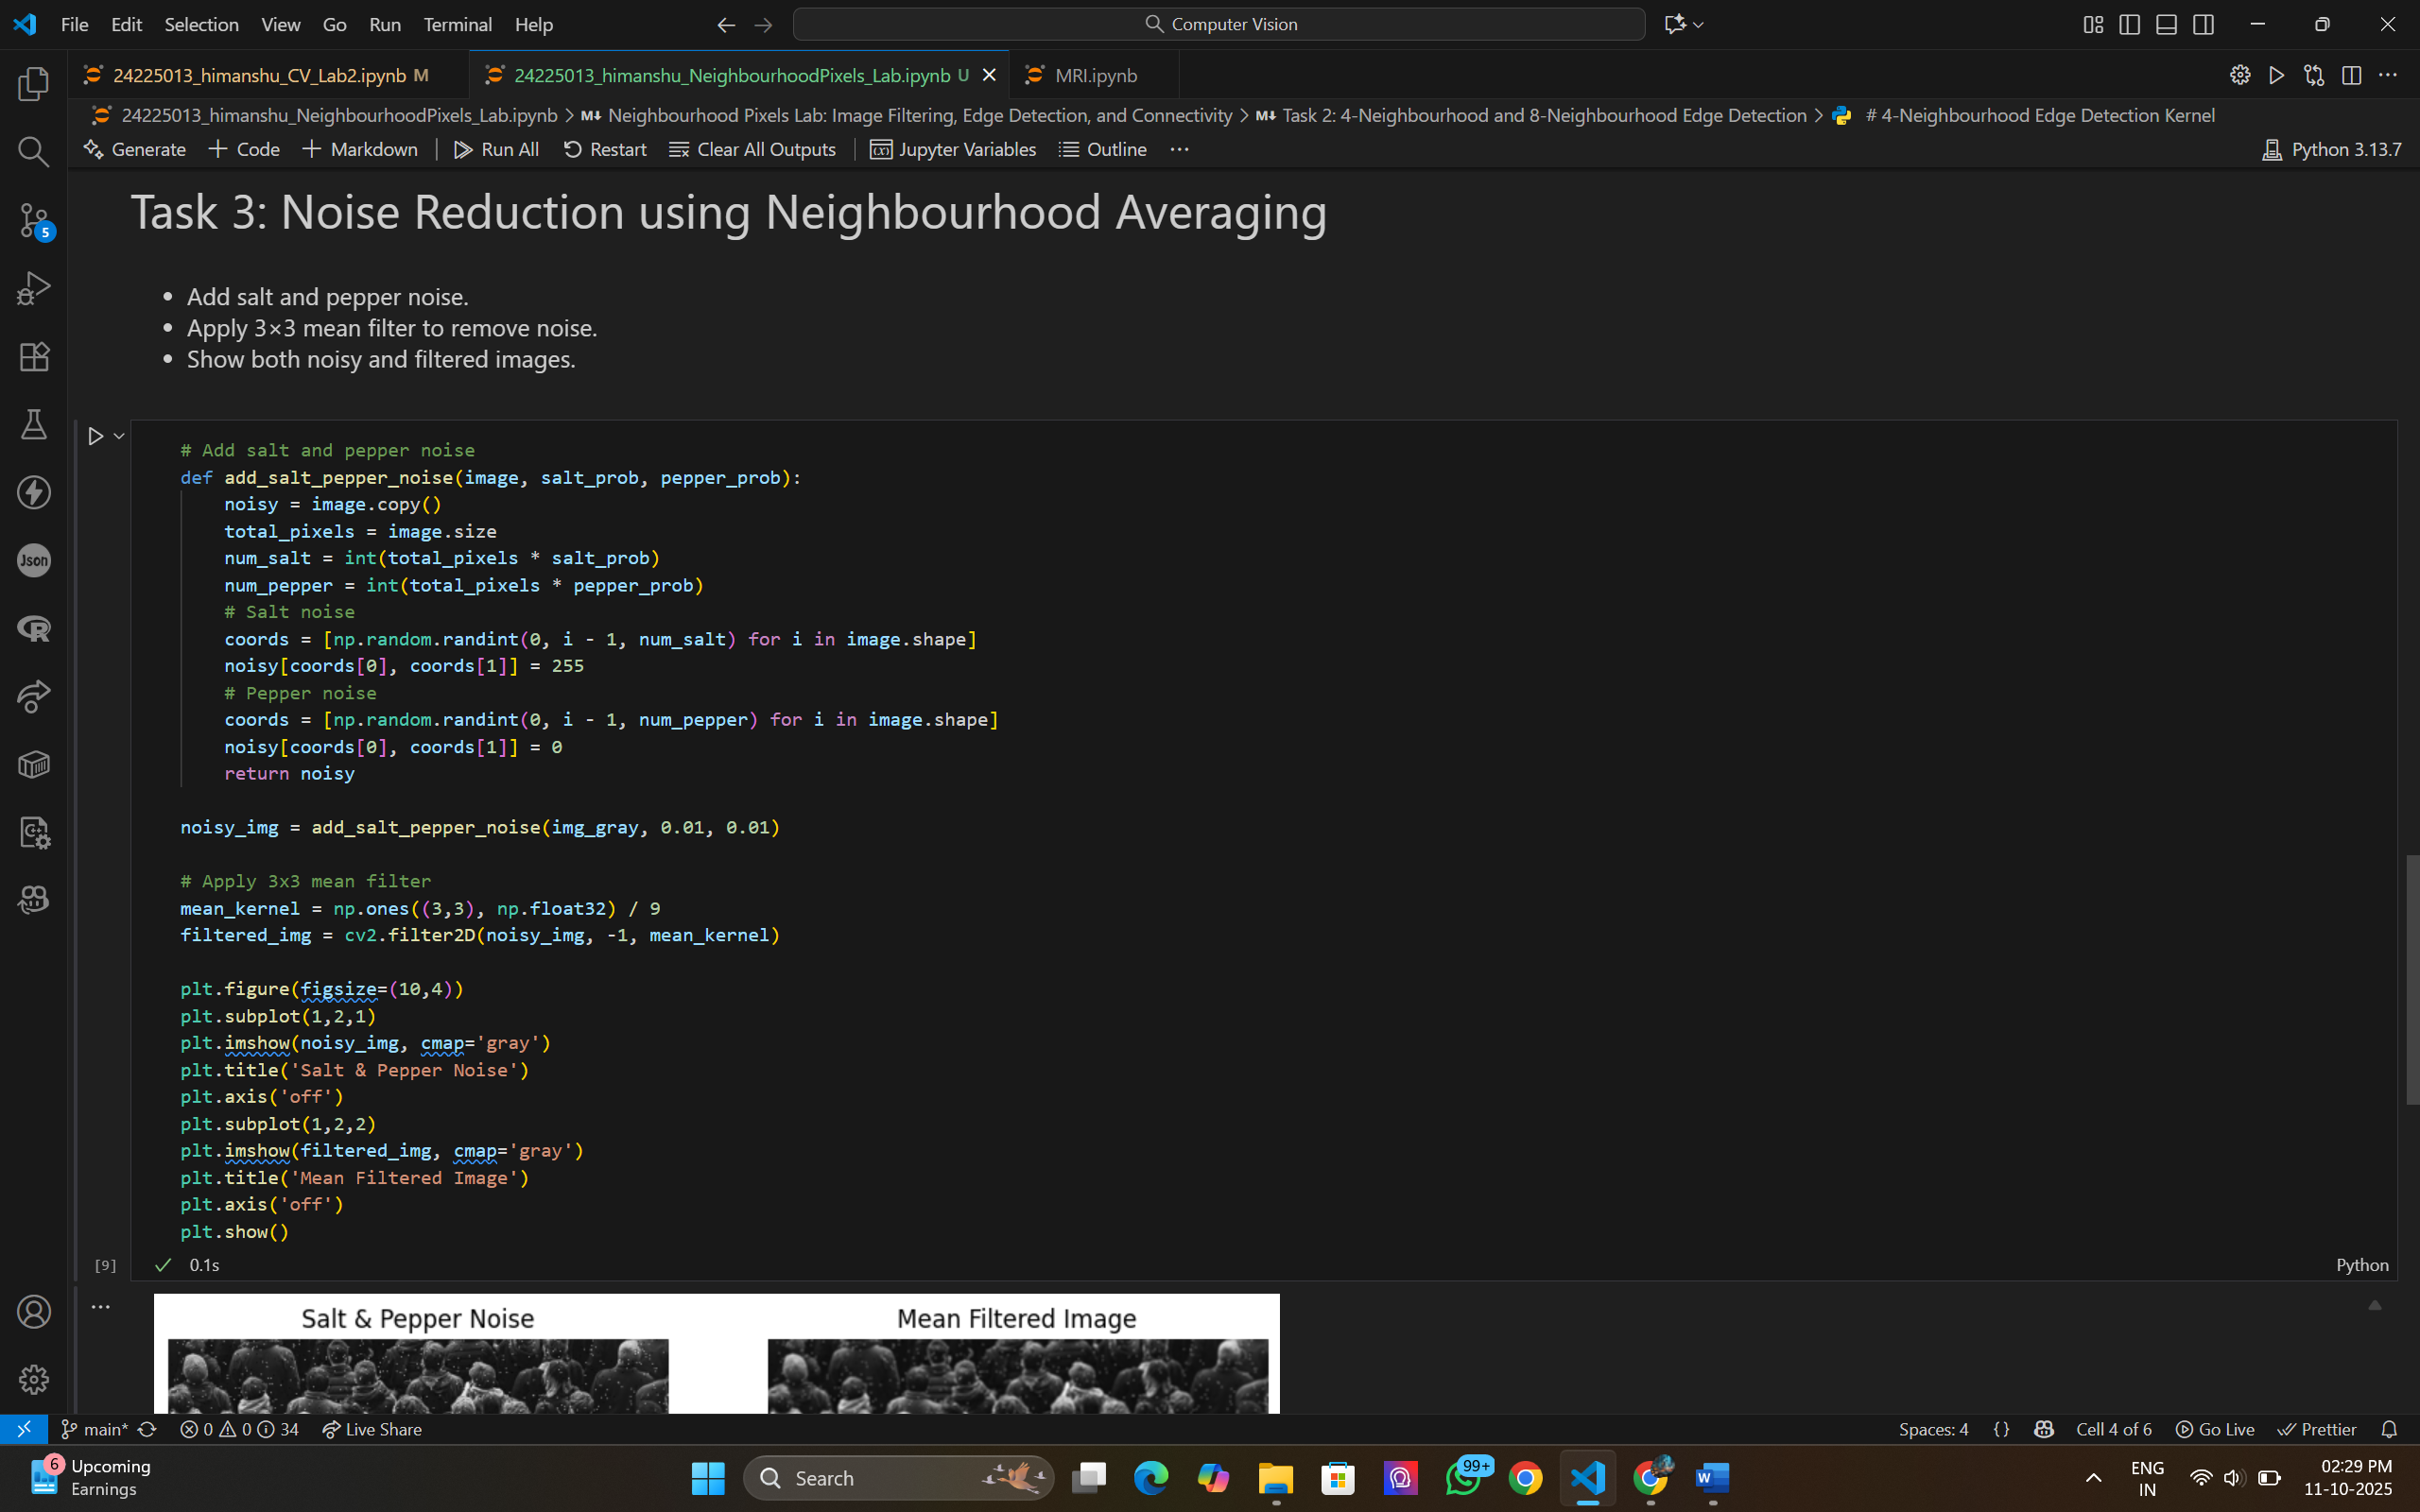 File Edit Selection View Go Run Terminal Help
Computer Vision
24225013_himanshu_CV_Lab2.ipynb M
24225013_himanshu_NeighbourhoodPixels_Lab.ipynb U
MRI.ipynb
24225013_himanshu_NeighbourhoodPixels_Lab.ipynb > M↓ Neighbourhood Pixels Lab: Image Filtering, Edge Detection, and Connectivity > M↓ Task 2: 4-Neighbourhood and 8-Neighbourhood Edge Detection > # 4-Neighbourhood Edge Detection Kernel
Generate + Code + Markdown | Run All Restart Clear All Outputs | Jupyter Variables Outline ···
Python 3.13.7
5
Json
R
Task 3: Noise Reduction using Neighbourhood Averaging
• Add salt and pepper noise.
• Apply 3×3 mean filter to remove noise.
• Show both noisy and filtered images.
# Add salt and pepper noise
def add_salt_pepper_noise(image, salt_prob, pepper_prob):
    noisy = image.copy()
    total_pixels = image.size
    num_salt = int(total_pixels * salt_prob)
    num_pepper = int(total_pixels * pepper_prob)
    # Salt noise
    coords = [np.random.randint(0, i - 1, num_salt) for i in image.shape]
    noisy[coords[0], coords[1]] = 255
    # Pepper noise
    coords = [np.random.randint(0, i - 1, num_pepper) for i in image.shape]
    noisy[coords[0], coords[1]] = 0
    return noisy
noisy_img = add_salt_pepper_noise(img_gray, 0.01, 0.01)
# Apply 3x3 mean filter
mean_kernel = np.ones((3,3), np.float32) / 9
filtered_img = cv2.filter2D(noisy_img, -1, mean_kernel)
plt.figure(figsize=(10,4))
plt.subplot(1,2,1)
plt.imshow(noisy_img, cmap='gray')
plt.title('Salt & Pepper Noise')
plt.axis('off')
plt.subplot(1,2,2)
plt.imshow(filtered_img, cmap='gray')
plt.title('Mean Filtered Image')
plt.axis('off')
plt.show()
[9] 0.1s
Python
Salt & Pepper Noise
Mean Filtered Image
main* 0 0 34 Live Share
Spaces: 4 {} Cell 4 of 6 Go Live Prettier
6 Upcoming
Earnings
Search
99+
W
ENG
IN
02:29 PM
11-10-2025